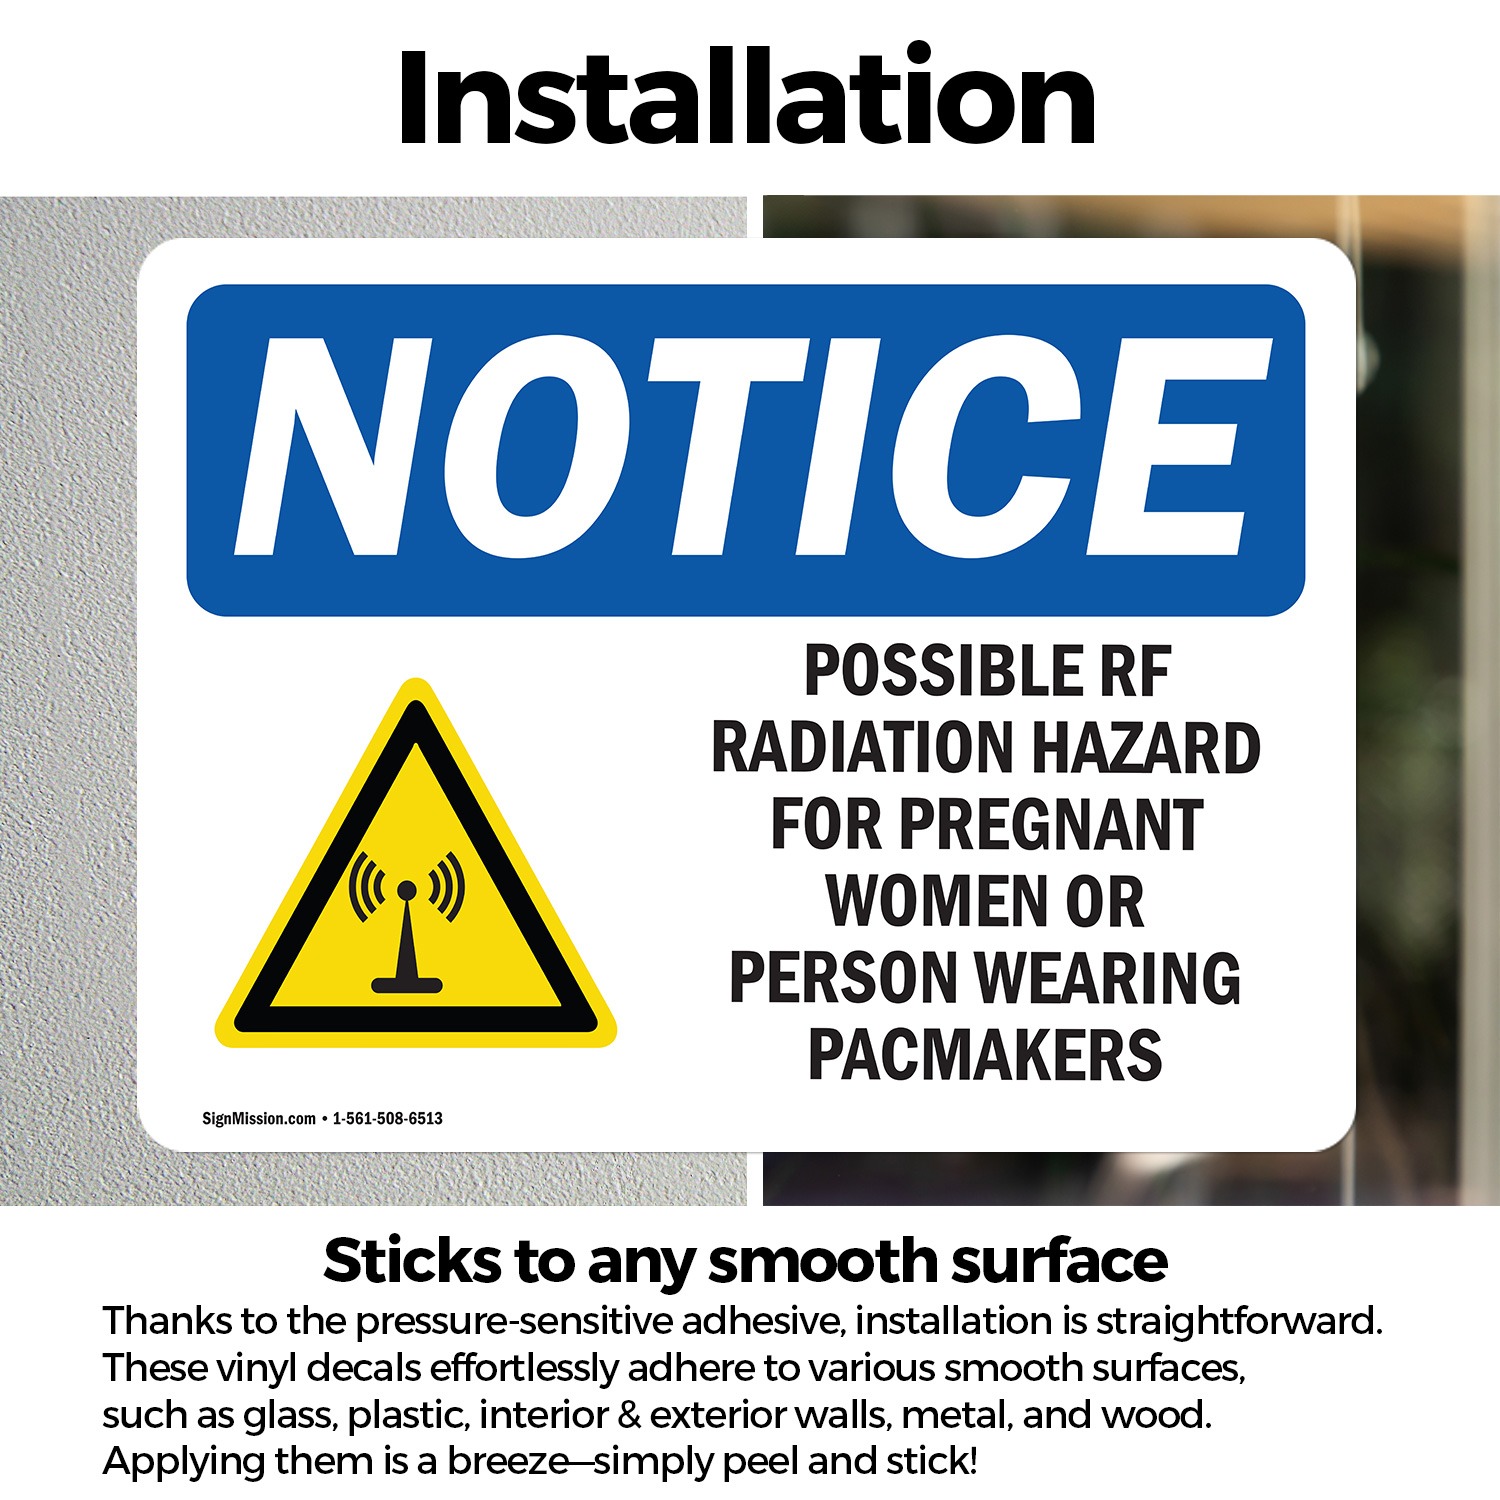 Installation
NOTICE
POSSIBLE RF
RADIATION HAZARD
FOR PREGNANT
WOMEN OR
PERSON WEARING
PACMAKERS
SignMission.com • 1-561-508-6513
Sticks to any smooth surface
Thanks to the pressure-sensitive adhesive, installation is straightforward.
These vinyl decals effortlessly adhere to various smooth surfaces,
such as glass, plastic, interior & exterior walls, metal, and wood.
Applying them is a breeze—simply peel and stick!